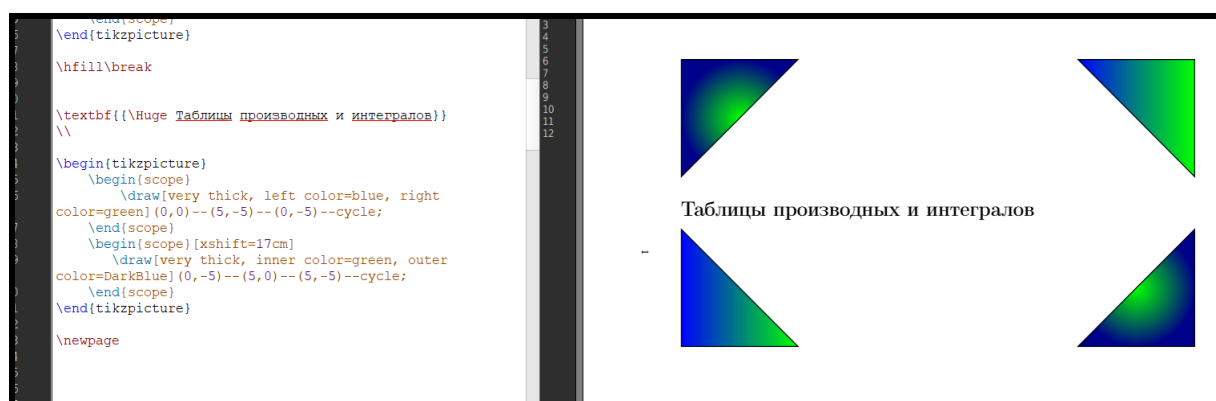 \end{scope}
\end{tikzpicture}
\hfill\break
\textbf{{\Huge Таблицы производных и интегралов}}
\\
\begin{tikzpicture}
\begin{scope}
\draw[very thick, left color=blue, right
color=green](0,0)--(5,-5)--(0,-5)--cycle;
\end{scope}
\begin{scope}[xshift=17cm]
\draw[very thick, inner color=green, outer
color=DarkBlue](0,-5)--(5,0)--(5,-5)--cycle;
\end{scope}
\end{tikzpicture}
\newpage
3
4
5
6
7
8
9
10
11
12
Таблицы производных и интегралов
1